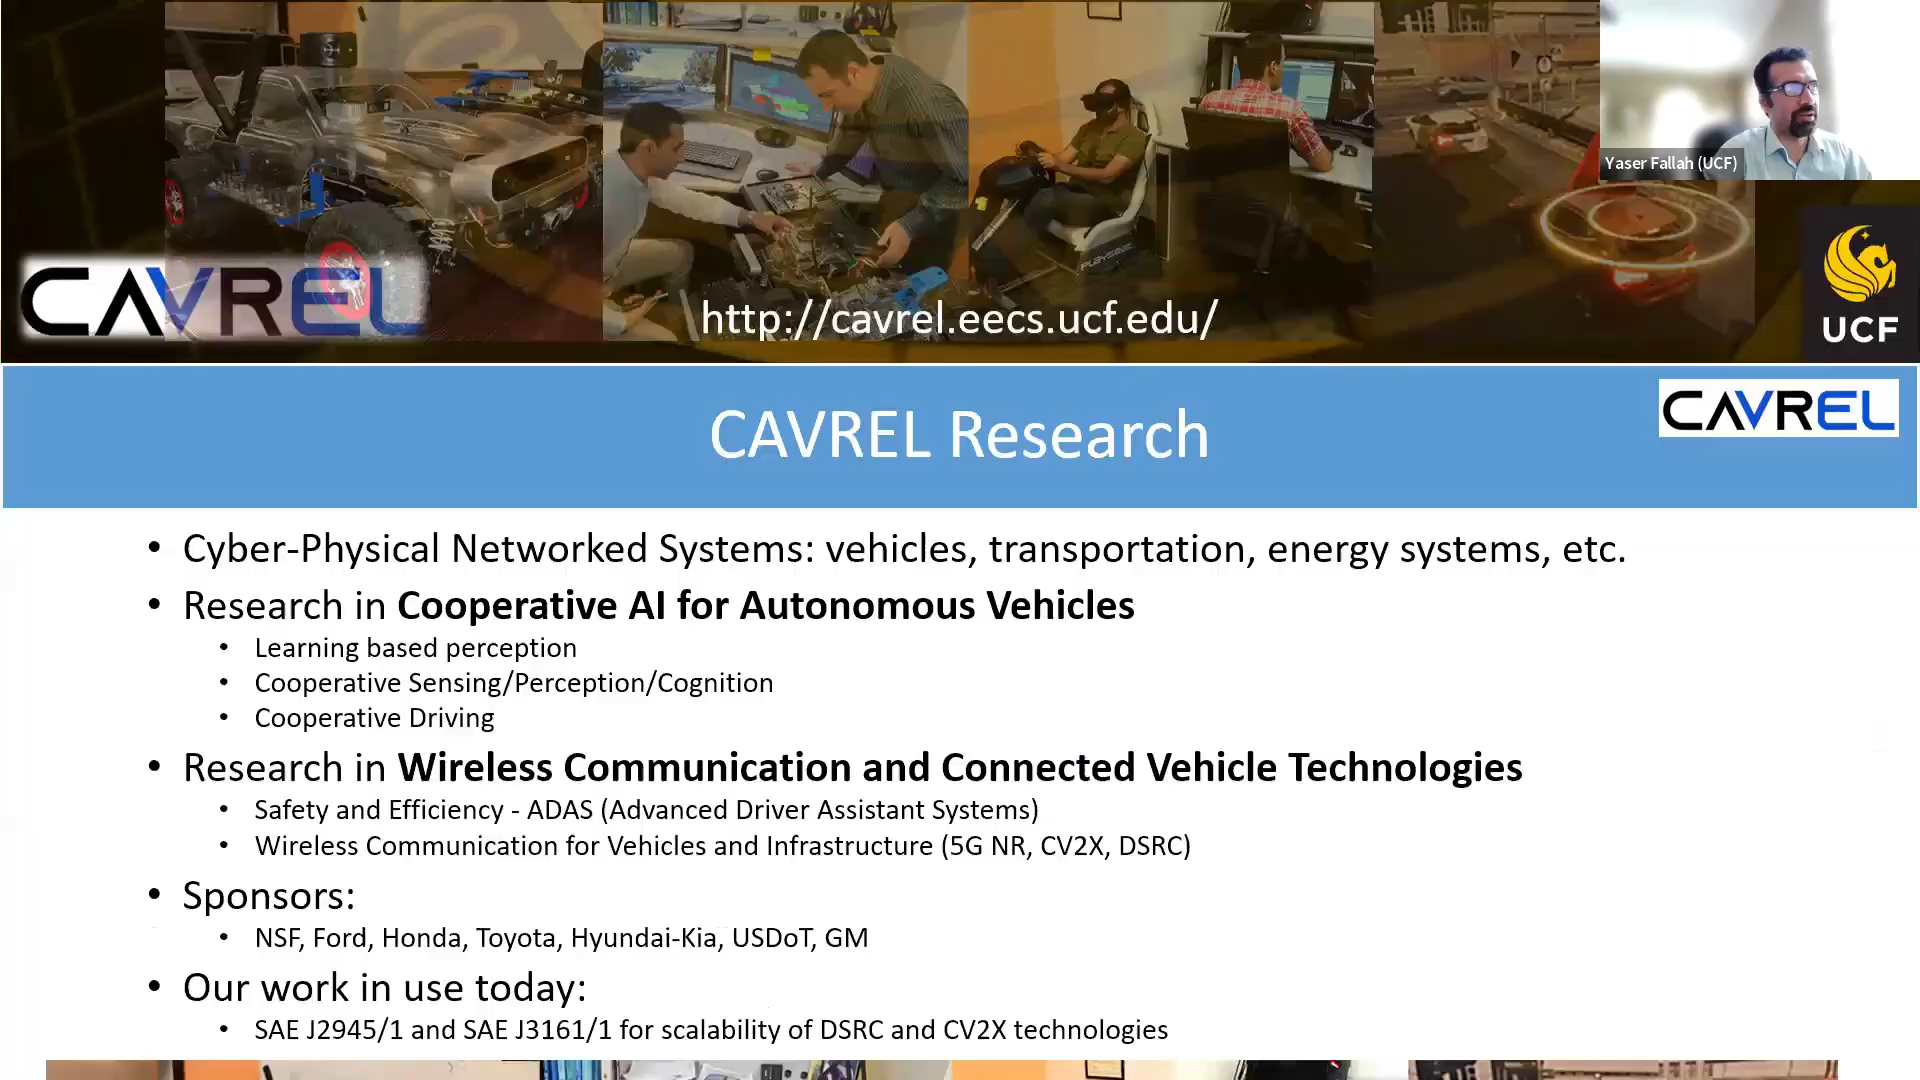 Yaser Fallah (UCF)
CAVREL
http://cavrel.eecs.ucf.edu/
UCF
CAVREL Research
CAVREL
• Cyber-Physical Networked Systems: vehicles, transportation, energy systems, etc.
• Research in Cooperative AI for Autonomous Vehicles
• Learning based perception
• Cooperative Sensing/Perception/Cognition
• Cooperative Driving
• Research in Wireless Communication and Connected Vehicle Technologies
• Safety and Efficiency - ADAS (Advanced Driver Assistant Systems)
• Wireless Communication for Vehicles and Infrastructure (5G NR, CV2X, DSRC)
• Sponsors:
• NSF, Ford, Honda, Toyota, Hyundai-Kia, USDoT, GM
• Our work in use today:
• SAE J2945/1 and SAE J3161/1 for scalability of DSRC and CV2X technologies